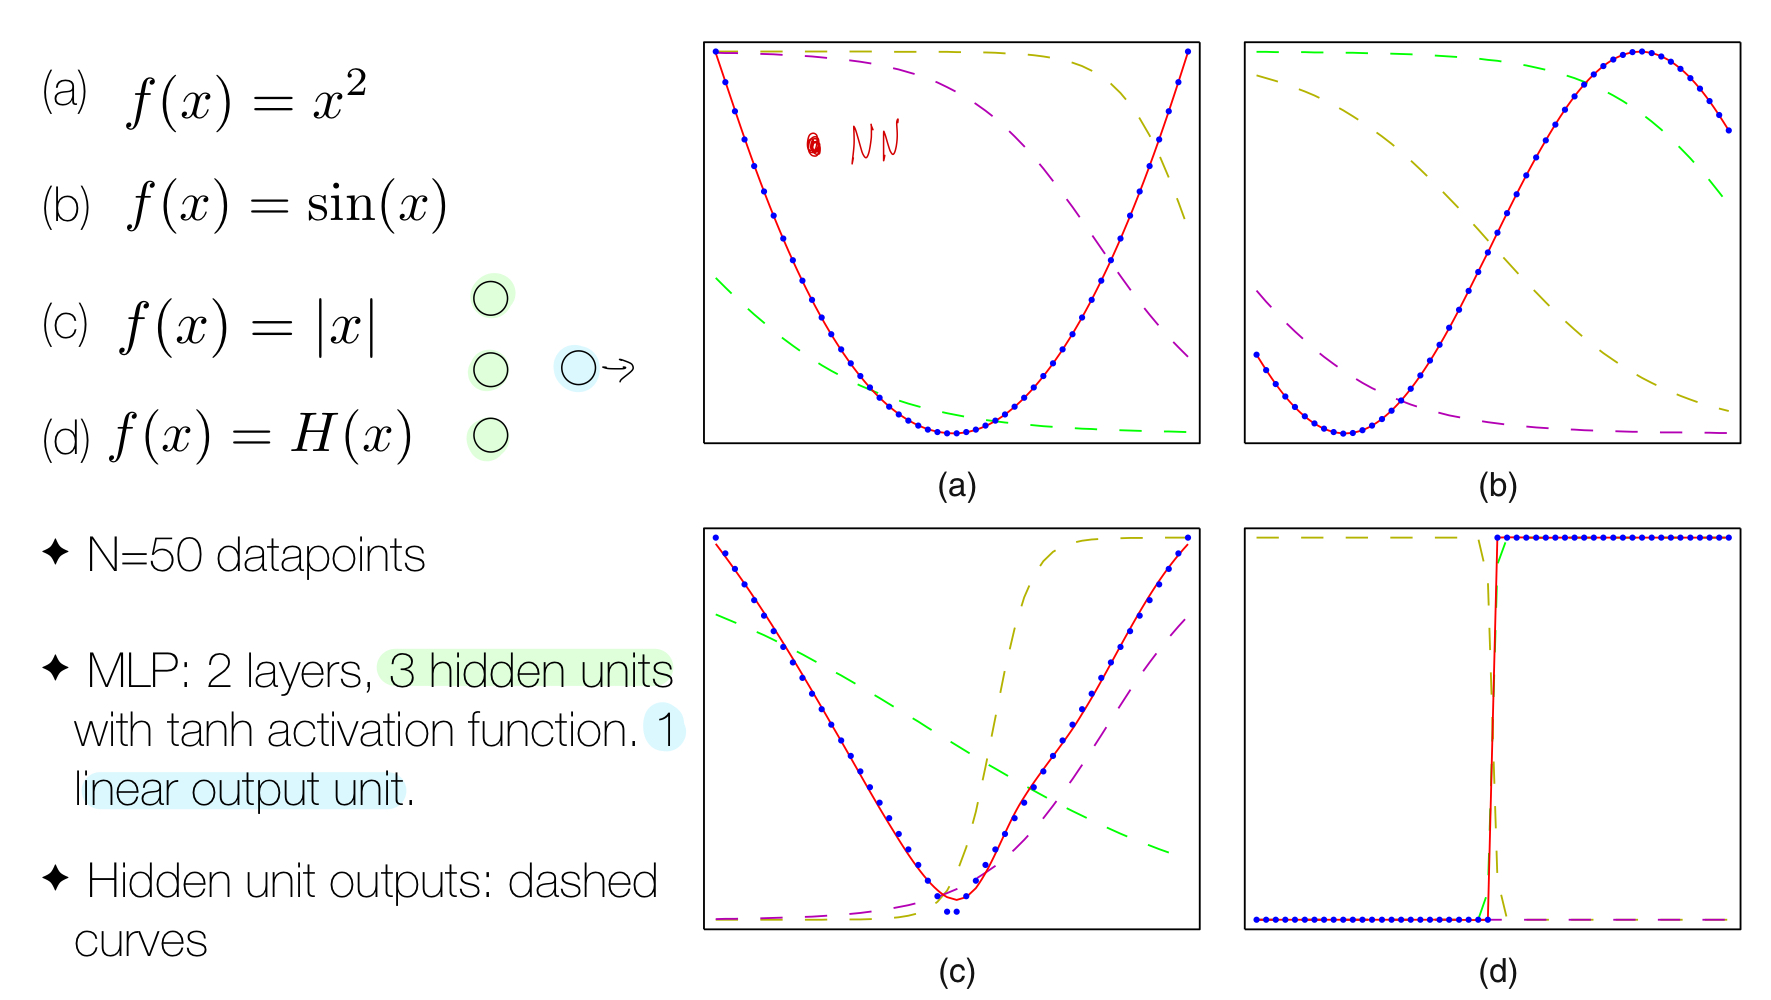 (a) f(x) = x²
(b) f(x) = sin(x)
(c) f(x) = |x|
(d) f(x) = H(x)
✦ N=50 datapoints
✦ MLP: 2 layers, 3 hidden units
with tanh activation function. 1
linear output unit.
✦ Hidden unit outputs: dashed
curves
NN
(a)
(b)
(c)
(d)